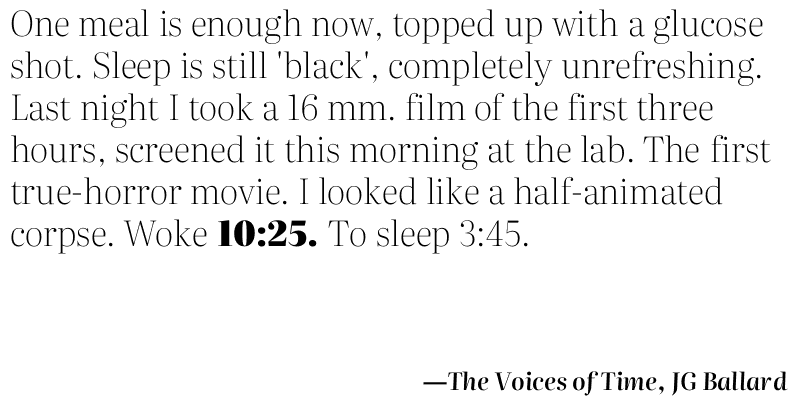 One meal is enough now, topped up with a glucose
shot. Sleep is still 'black', completely unrefreshing.
Last night I took a 16 mm. film of the first three
hours, screened it this morning at the lab. The first
true-horror movie. I looked like a half-animated
corpse. Woke 10:25. To sleep 3:45.
—The Voices of Time, JG Ballard